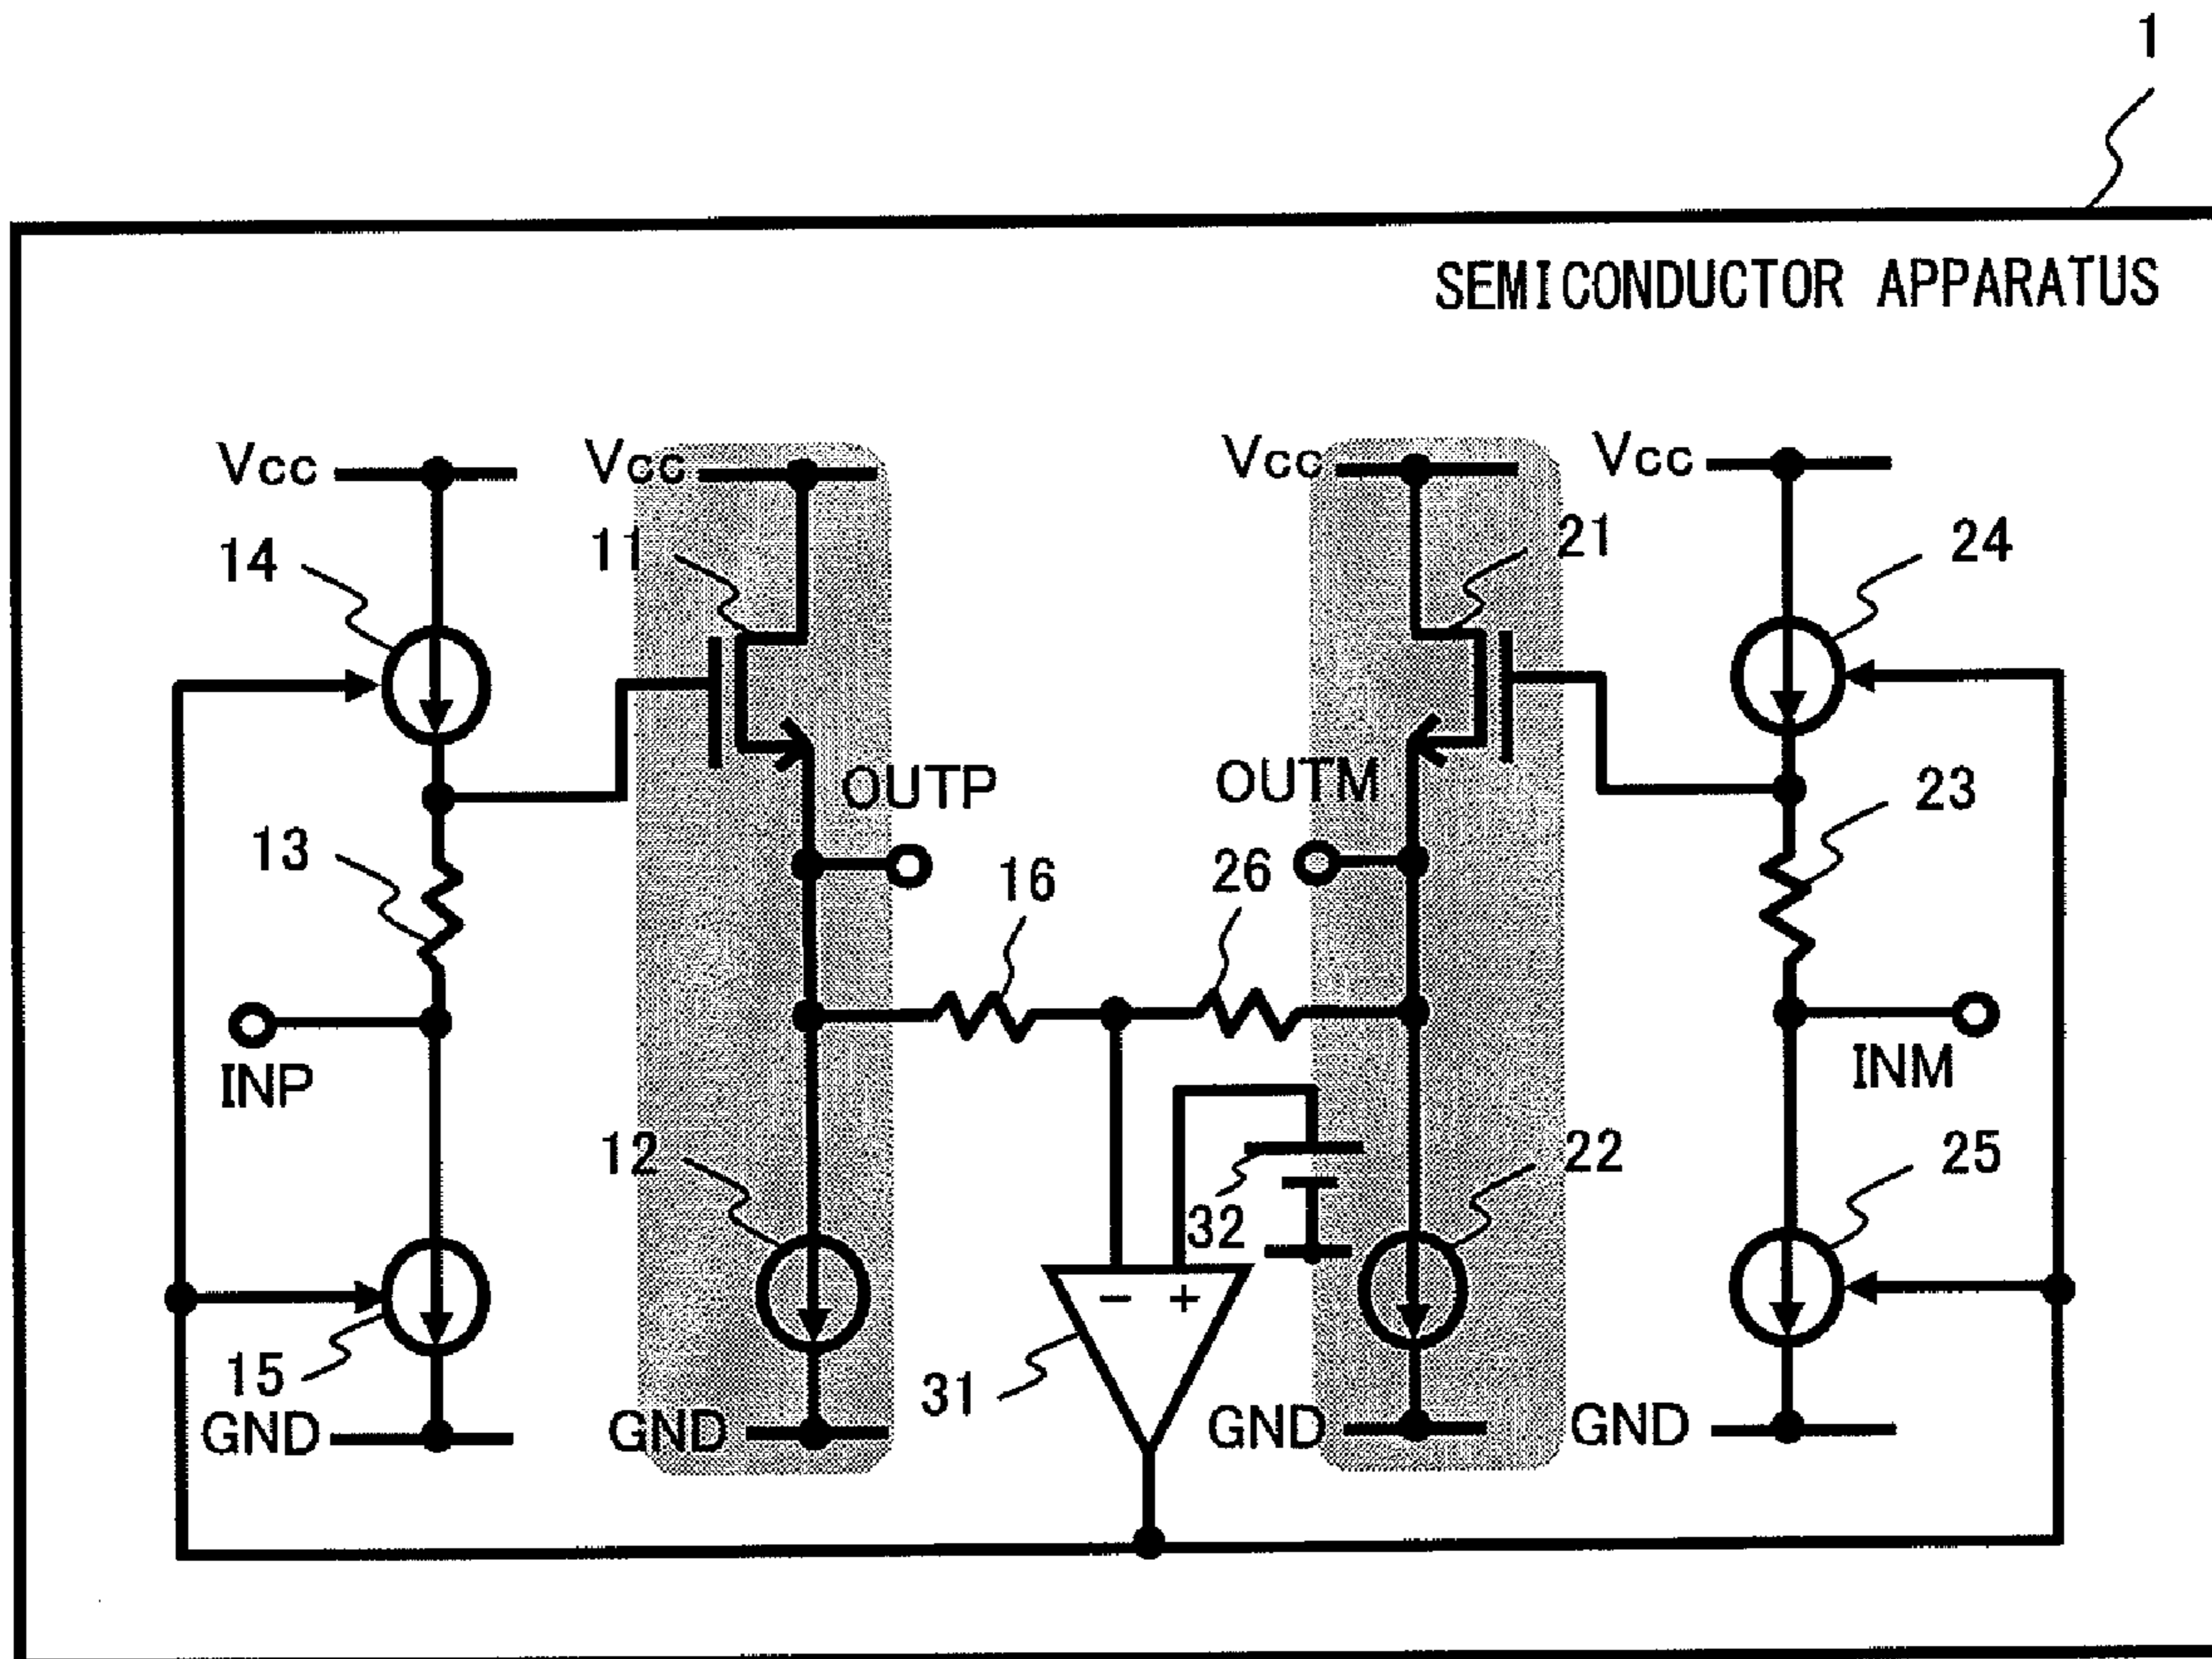 1
SEMICONDUCTOR APPARATUS
Vcc
Vcc
Vcc
Vcc
14
11
21
24
OUTP
OUTM
13
16
26
23
INP
INM
12
32
22
25
- +
15
31
GND
GND
GND
GND